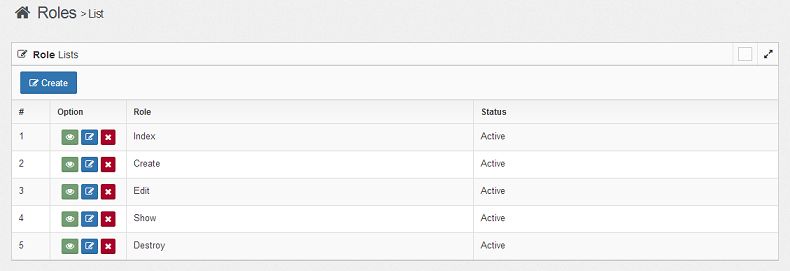 Roles > List
Role Lists
Create
# Option Role Status
1 Index Active
2 Create Active
3 Edit Active
4 Show Active
5 Destroy Active